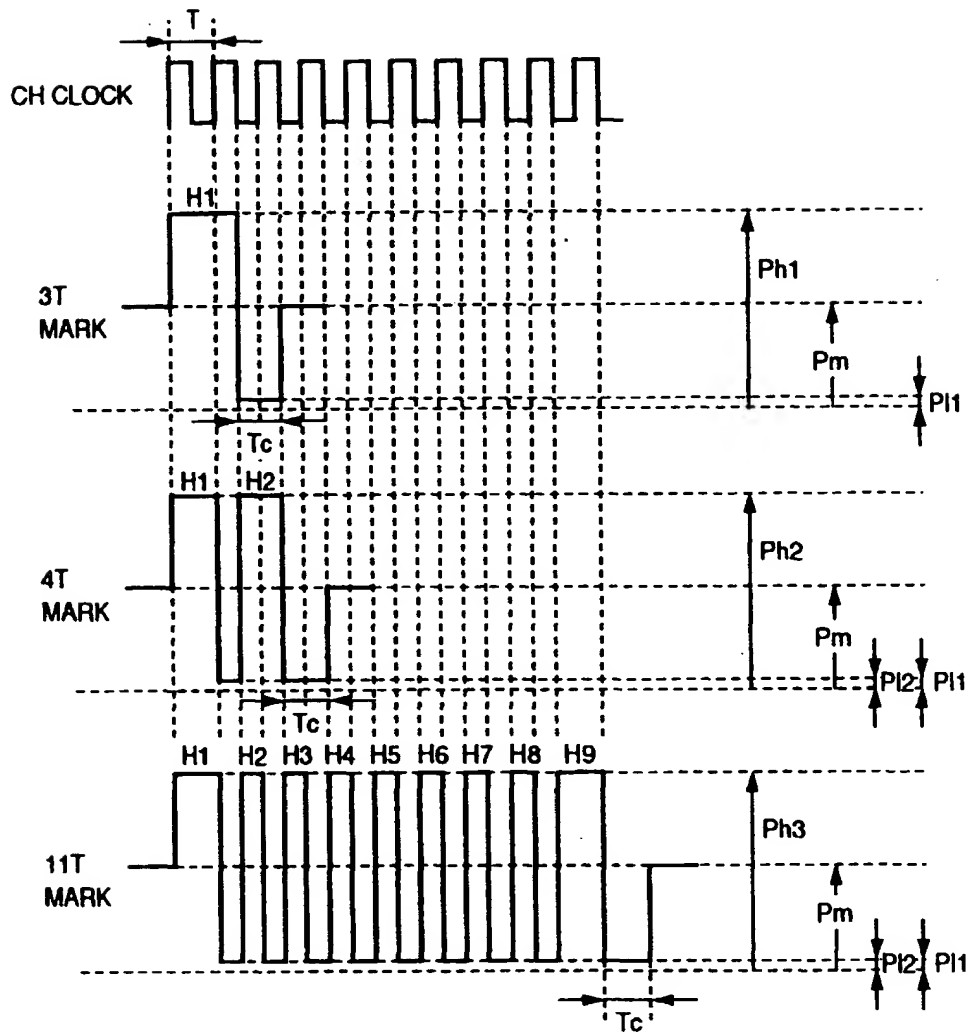 T
CH CLOCK
H1
Ph1
3T
MARK
Pm
Pl1
Tc
H1 H2
Ph2
4T
MARK
Pm
Pl2 Pl1
Tc
H1 H2 H3 H4 H5 H6 H7 H8 H9
Ph3
11T
MARK
Pm
Pl2 Pl1
Tc